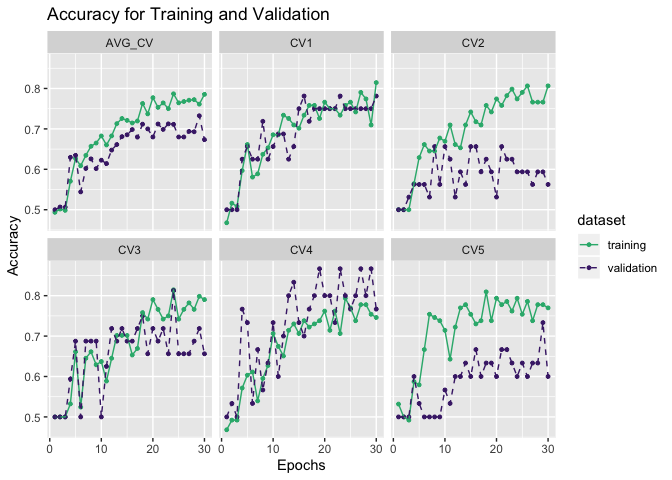 Accuracy for Training and Validation
AVG_CV CV1 CV2
0.8
0.7
0.6
0.5
CV3 CV4 CV5
0.8
0.7
0.6
0.5
0 10 20 30 0 10 20 30 0 10 20 30
Epochs
Accuracy
dataset
training
validation